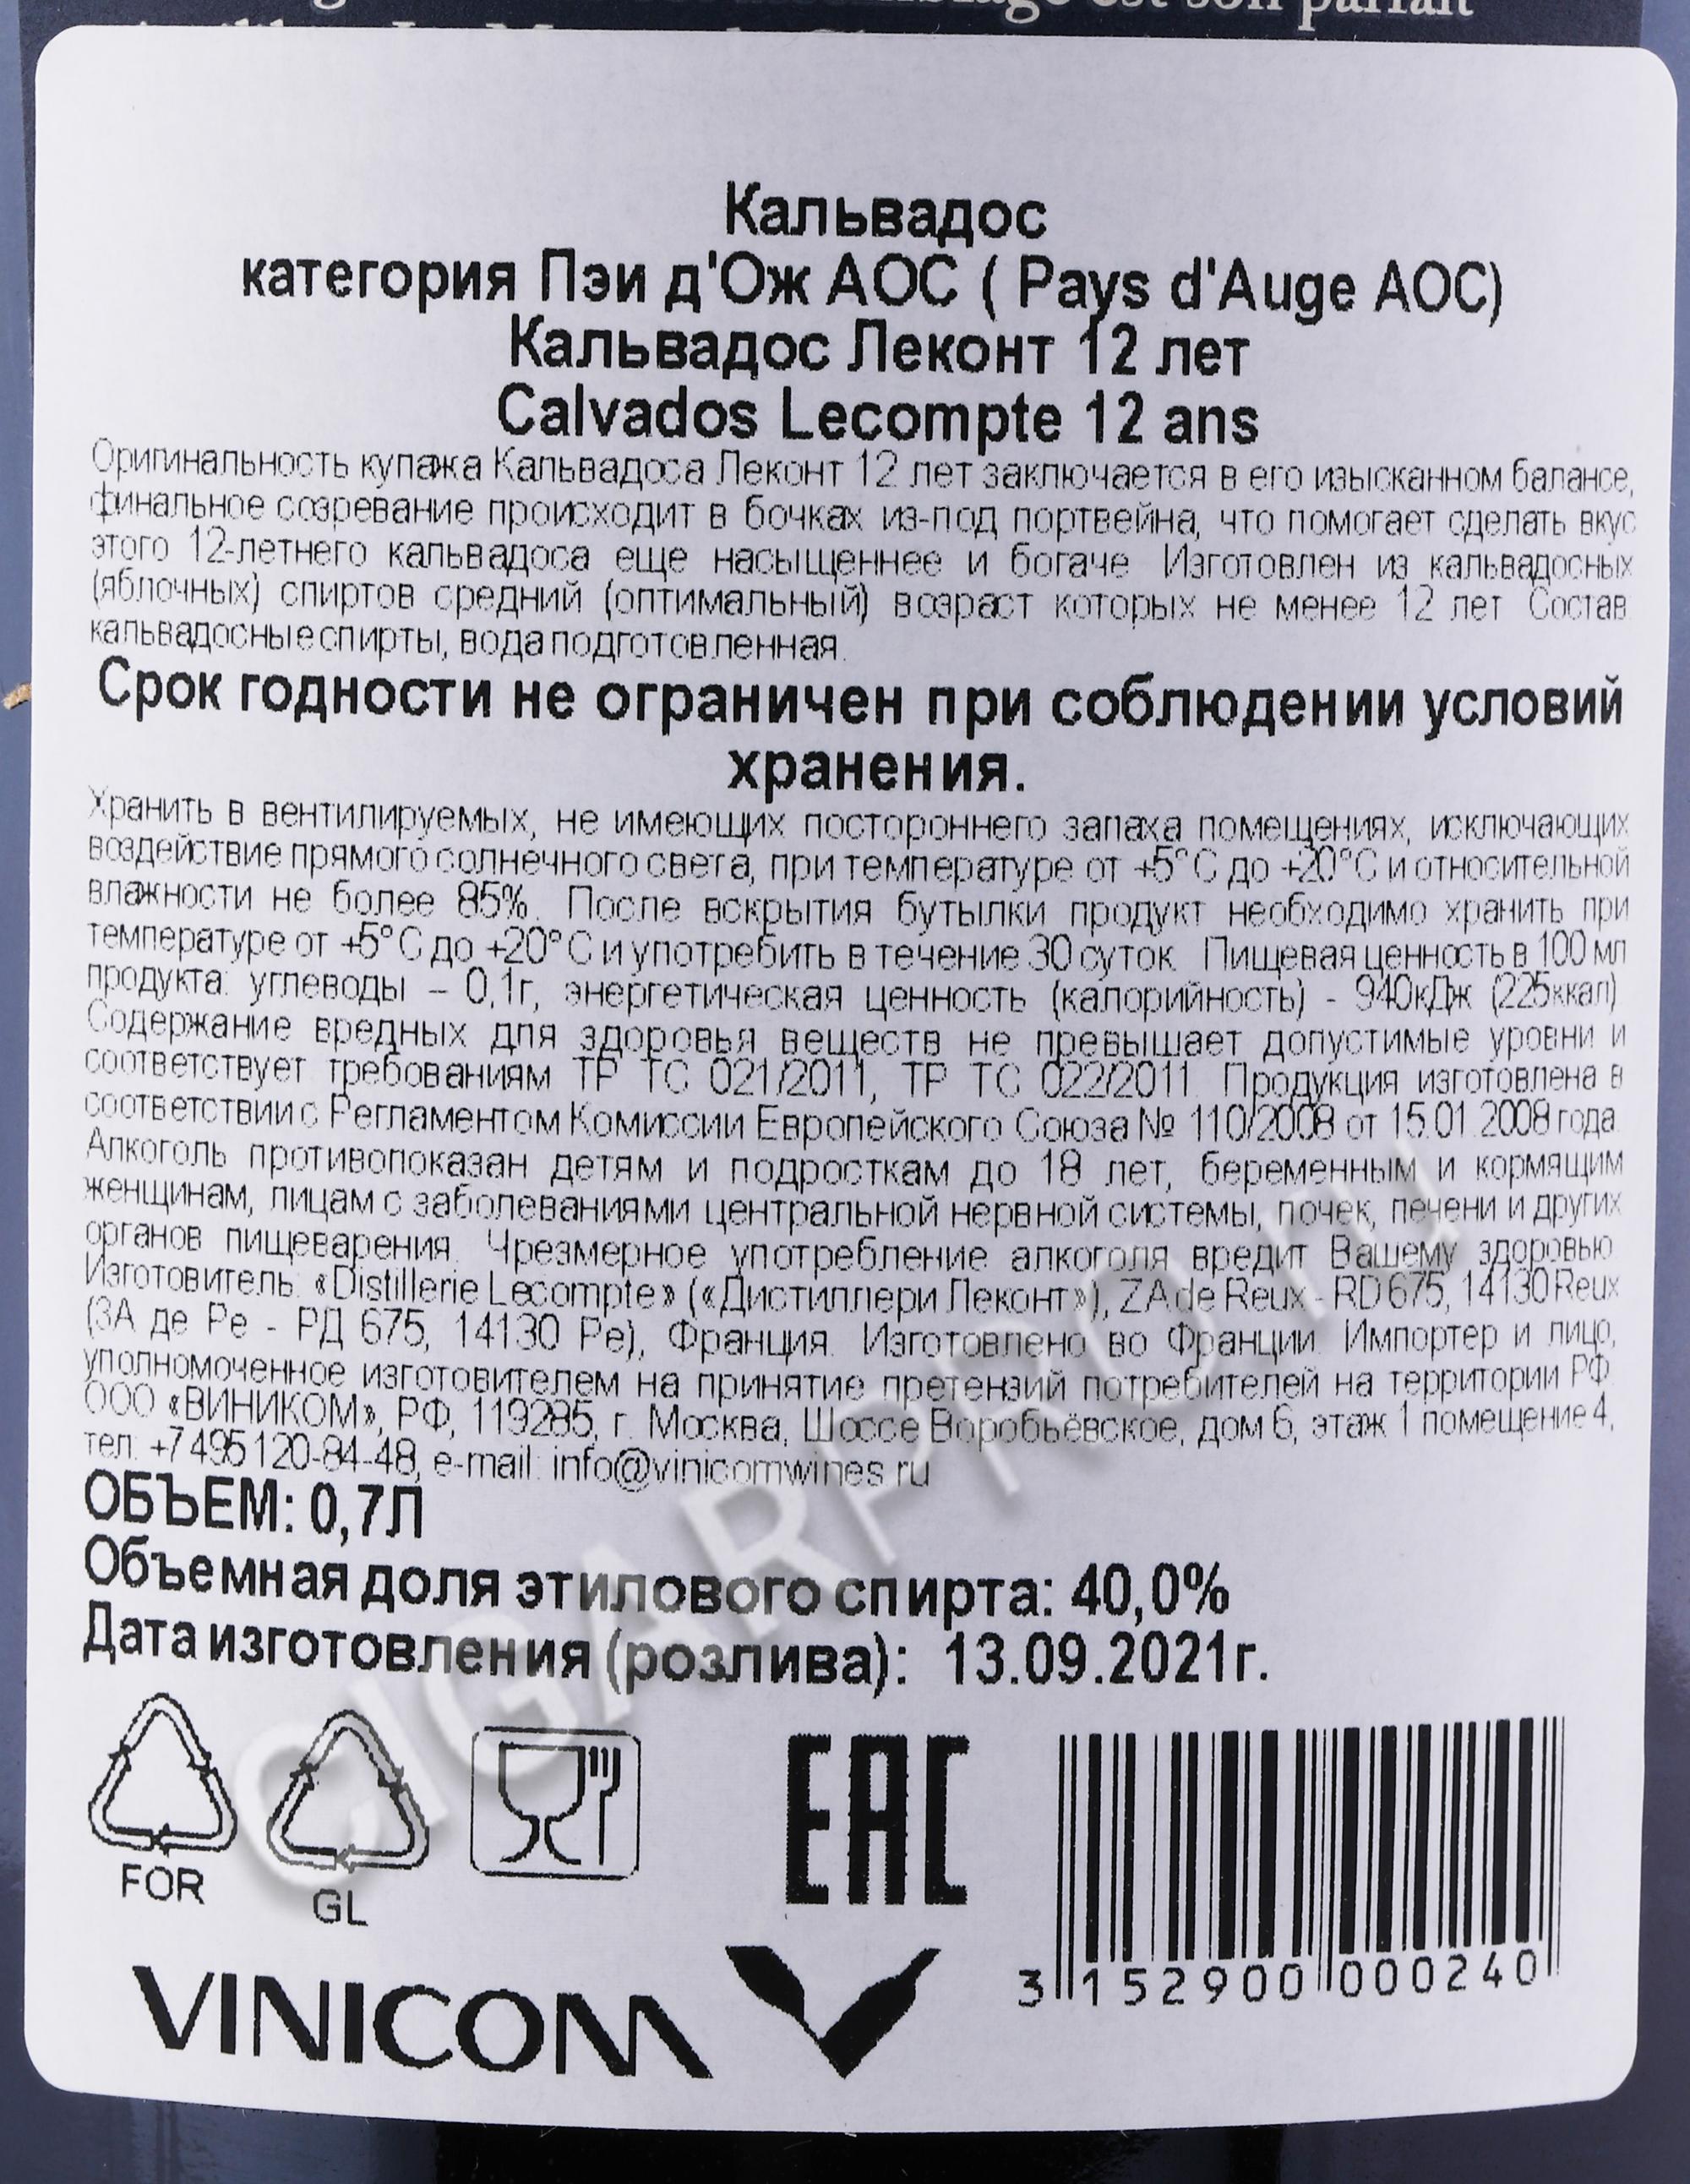 est son parfait
Кальвадос
категория Пэи д'Ож АОС ( Pays d'Auge AOC)
Кальвадос Леконт 12 лет
Calvados Lecompte 12 ans
Оригинальность купажа Кальвадоса Леконт 12 лет заключается в его изысканном балансе,
финальное созревание происходит в бочках из-под портвейна, что помогает сделать вкус
этого 12-летнего кальвадоса еще насыщеннее и богаче. Изготовлен из кальвадосных
(яблочных) спиртов средний (оптимальный) возраст которых не менее 12 лет. Состав:
кальвадосные спирты, вода подготовленная.
Срок годности не ограничен при соблюдении условий
хранения.
Хранить в вентилируемых, не имеющих постороннего запаха помещениях, исключающих
воздействие прямого солнечного света, при температуре от +5°С до +20°С и относительной
влажности не более 85%. После вскрытия бутылки продукт необходимо хранить при
температуре от +5°С до +20°С и употребить в течение 30 суток. Пищевая ценность в 100 мл
продукта: углеводы – 0,1г, энергетическая ценность (калорийность) - 940кДж (225ккал)
Содержание вредных для здоровья веществ не превышает допустимые уровни и
соответствует требованиям ТР ТС 021/2011, ТР ТС 022/2011. Продукция изготовлена в
соответствии с Регламентом Комиссии Европейского Союза № 110/2008 от 15.01.2008 года.
Алкоголь противопоказан детям и подросткам до 18 лет, беременным и кормящим
женщинам, лицам с заболеваниями центральной нервной системы, почек, печени и других
органов пищеварения. Чрезмерное употребление алкоголя вредит Вашему здоровью
Изготовитель: «Distillerie Lecompte» («Дистиллери Леконт»), ZA de Reux - RD 675, 14130 Reux
(ЗА де Ре - РД 675, 14130 Ре), Франция. Изготовлено во Франции. Импортер и лицо,
уполномоченное изготовителем на принятие претензий потребителей на территории РФ:
ООО «ВИНИКОМ», РФ, 119285, г. Москва, Шоссе Воробьёвское, дом 6, этаж 1 помещение 4,
тел: +7 495 120-84-48, e-mail: info@vinicomwines.ru
ОБЪЕМ: 0,7Л
Объемная доля этилового спирта: 40,0%
Дата изготовления (розлива): 13.09.2021г.
FOR
GL
EAC
3 152900 000240
VINICOM
CIGARPRO.ru